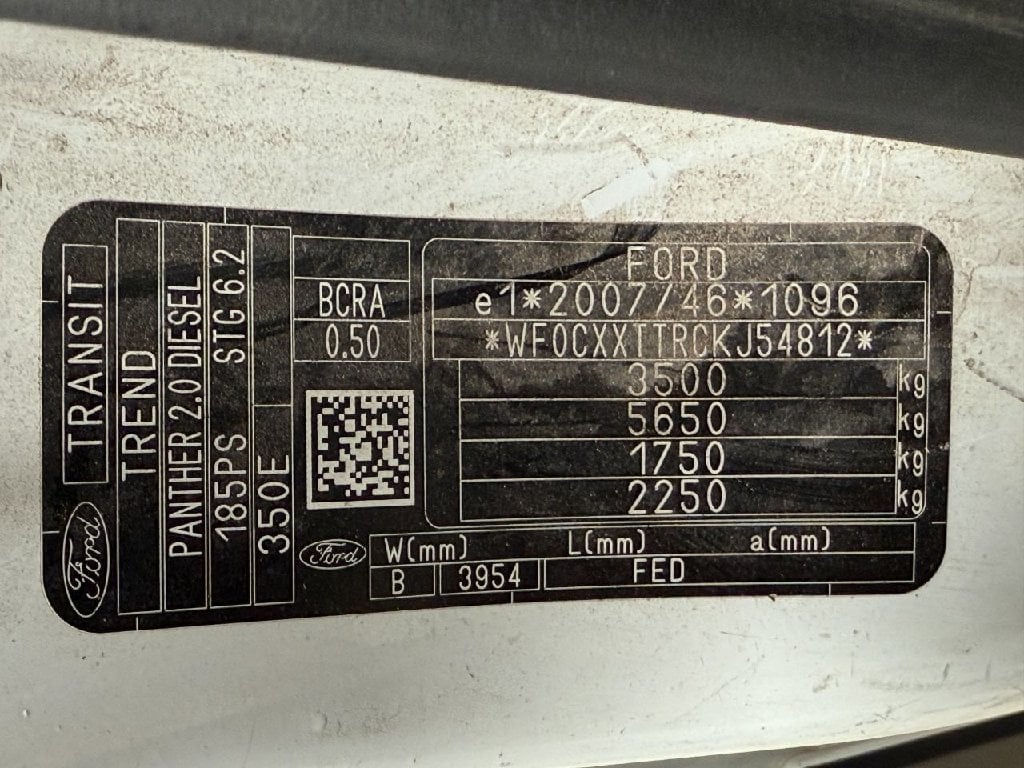 TRANSIT
Ford
TREND
PANTHER 2.0 DIESEL
185PS STG 6.2
350E
BCRA
0.50
FORD
e1*2007/46*1096
*WF0CXXTTRCKJ54812*
3500 kg
5650 kg
1750 kg
2250 kg
Ford
W(mm) L(mm) a(mm)
B 3954 FED